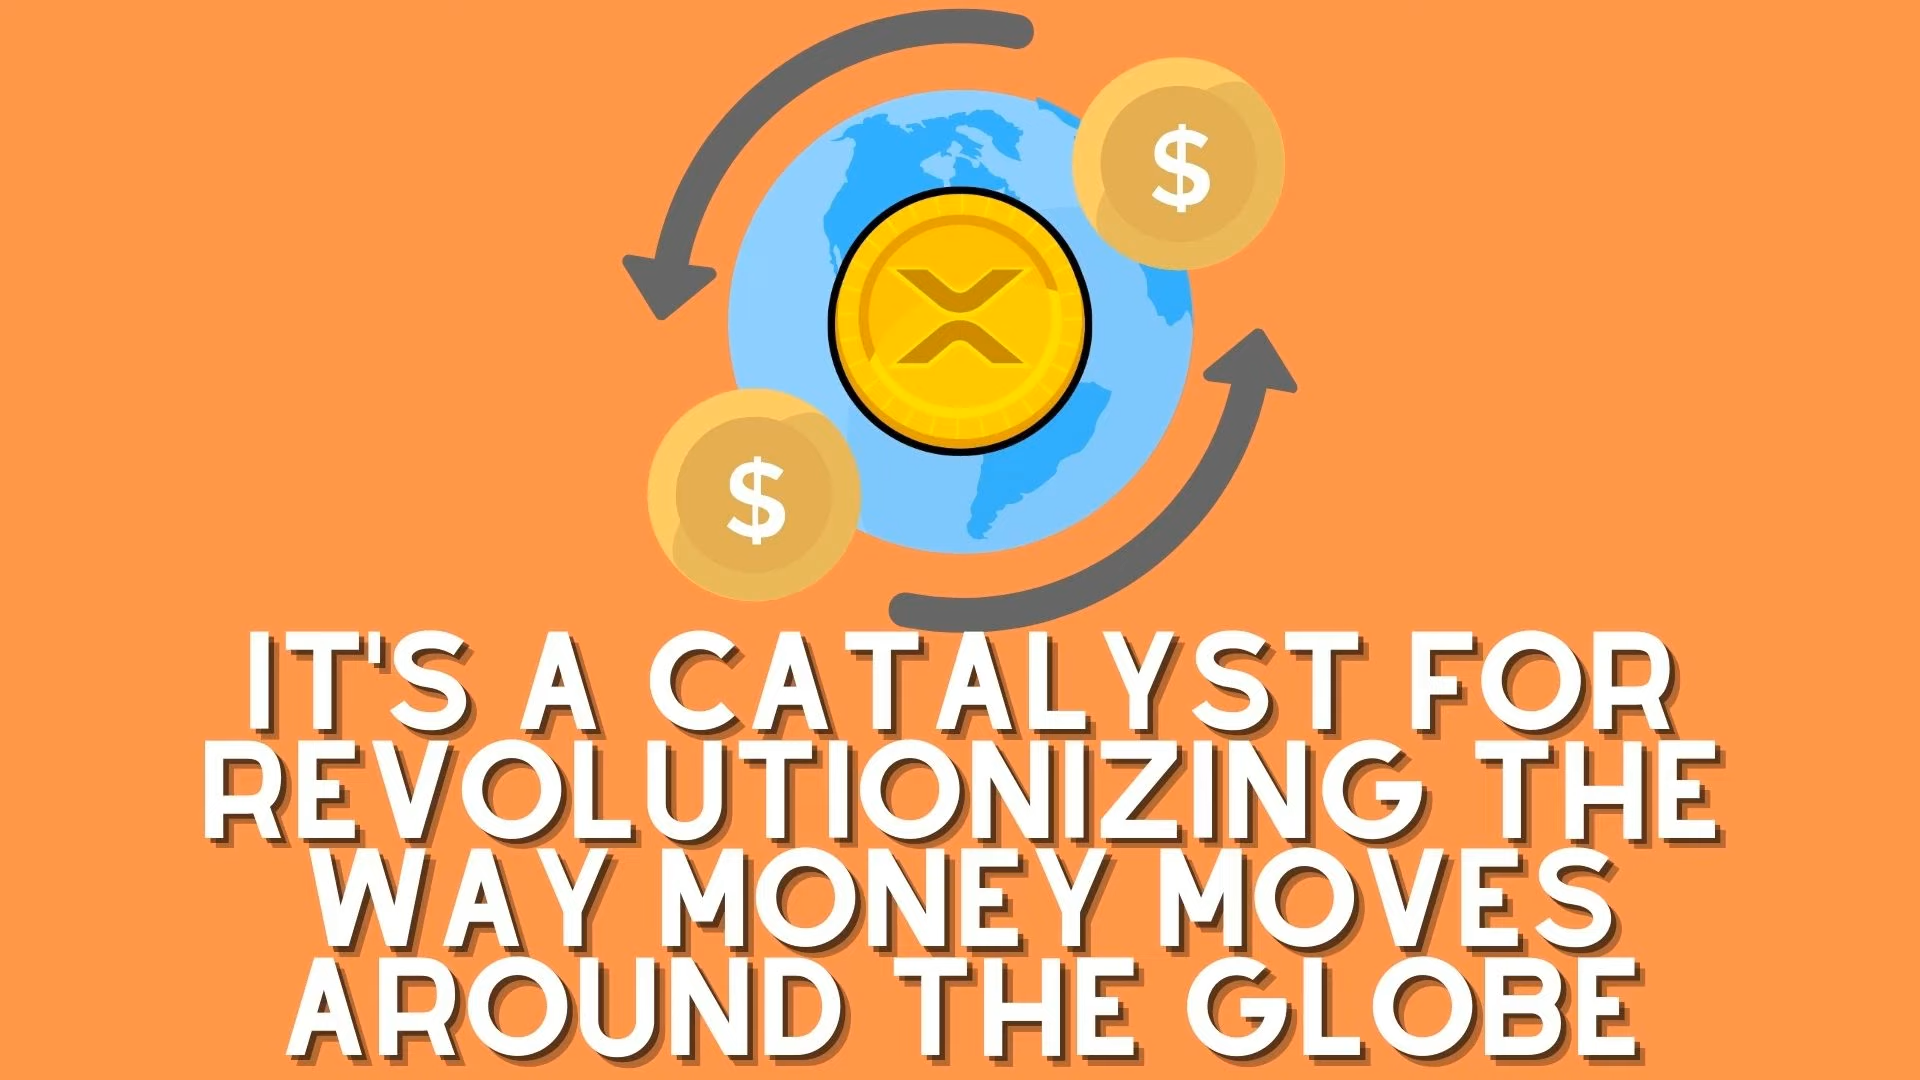 $
$
IT'S A CATALYST FOR
REVOLUTIONIZING THE
WAY MONEY MOVES
AROUND THE GLOBE